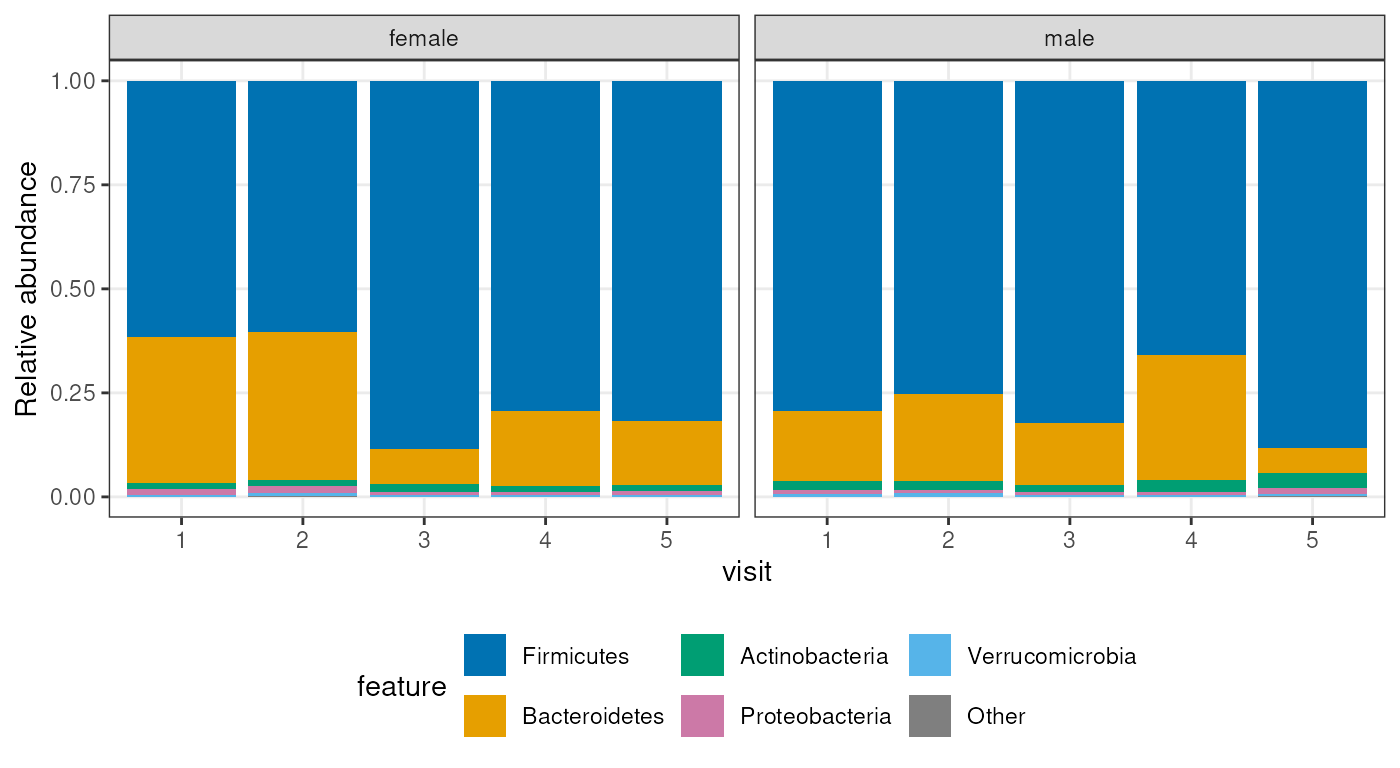 female male
Relative abundance
1.00
0.75
0.50
0.25
0.00
1 2 3 4 5 1 2 3 4 5
visit
feature
Firmicutes Actinobacteria Verrucomicrobia
Bacteroidetes Proteobacteria Other